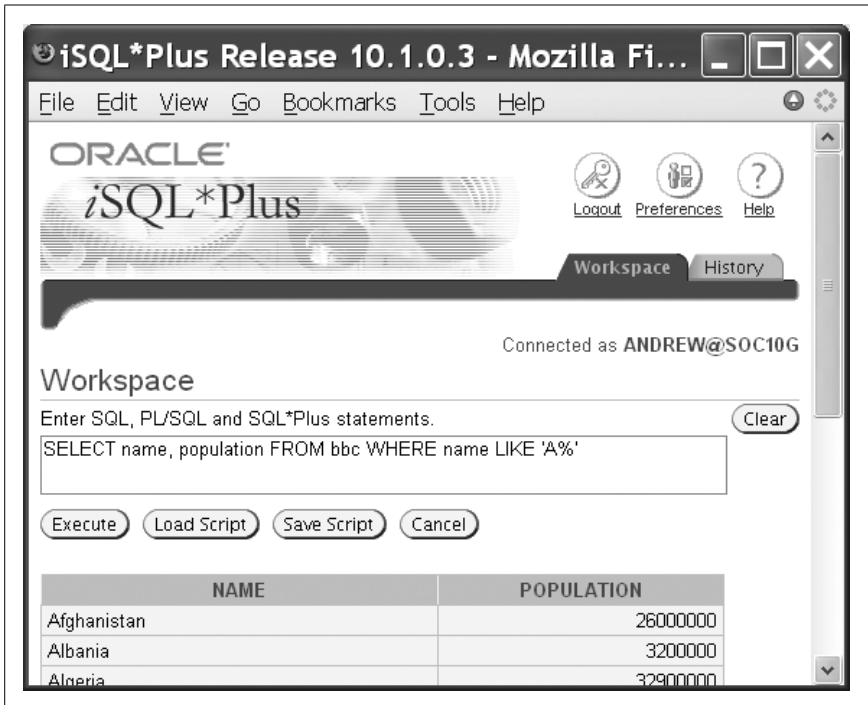 iSQL*Plus Release 10.1.0.3 - Mozilla Fi...
File Edit View Go Bookmarks Tools Help
ORACLE
iSQL*Plus
Logout Preferences Help
Workspace History
Connected as ANDREW@SOC10G
Workspace
Enter SQL, PL/SQL and SQL*Plus statements.
Clear
SELECT name, population FROM bbc WHERE name LIKE 'A%'
Execute Load Script Save Script Cancel
NAME POPULATION
Afghanistan 26000000
Albania 3200000
Algeria 32900000